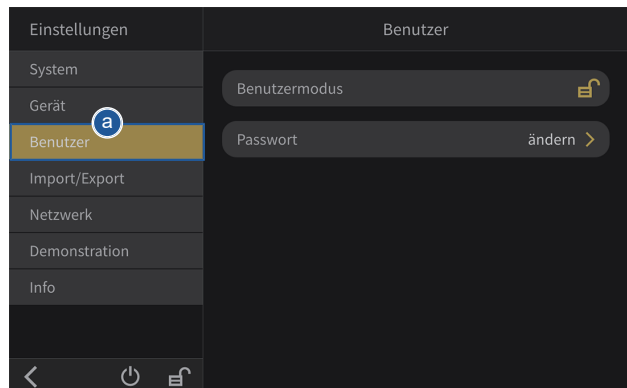 Einstellungen
Benutzer
System
Gerät
a
Benutzer
Import/Export
Netzwerk
Demonstration
Info
Benutzermodus
Passwort
ändern